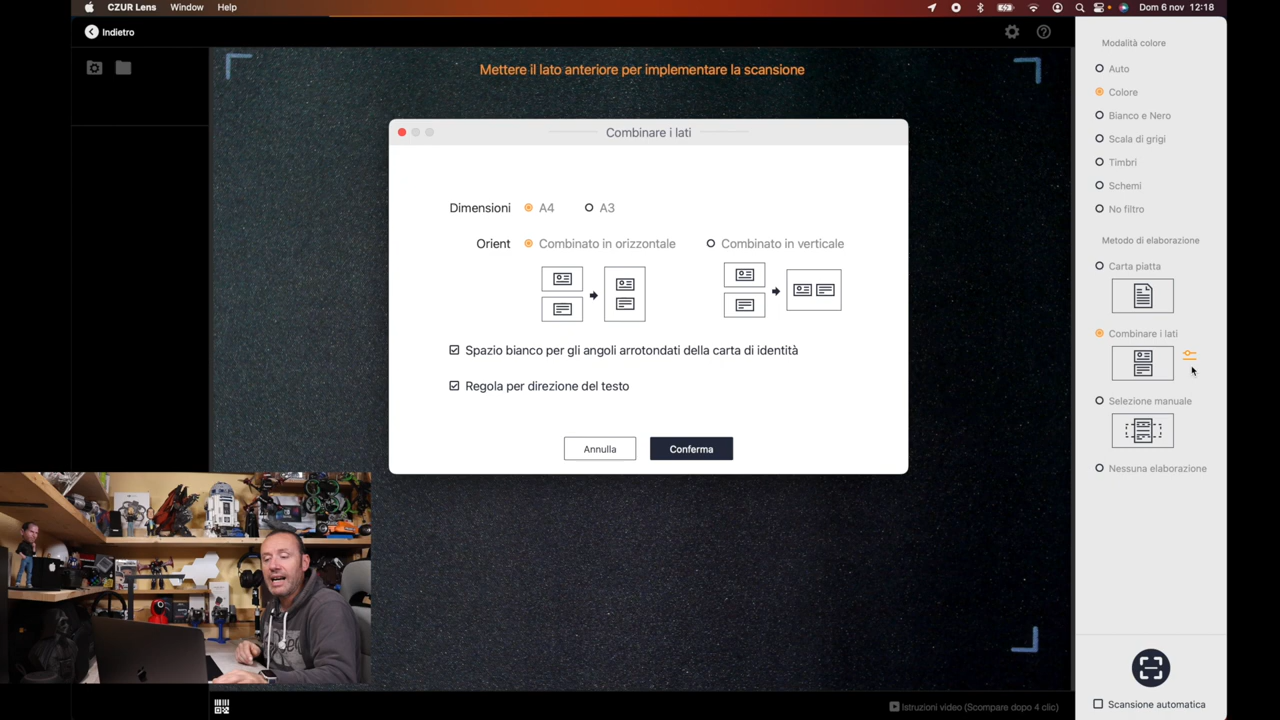 CZUR Lens Window Help Dom 6 nov 12:18
Indietro
Mettere il lato anteriore per implementare la scansione
Combinare i lati
Dimensioni A4 A3
Orient Combinato in orizzontale Combinato in verticale
Spazio bianco per gli angoli arrotondati della carta di identità
Regola per direzione del testo
Annulla Conferma
Modalità colore
Auto
Colore
Bianco e Nero
Scala di grigi
Timbri
Schemi
No filtro
Metodo di elaborazione
Carta piatta
Combinare i lati
Selezione manuale
Nessuna elaborazione
Istruzioni video (Scompare dopo 4 clic)
Scansione automatica